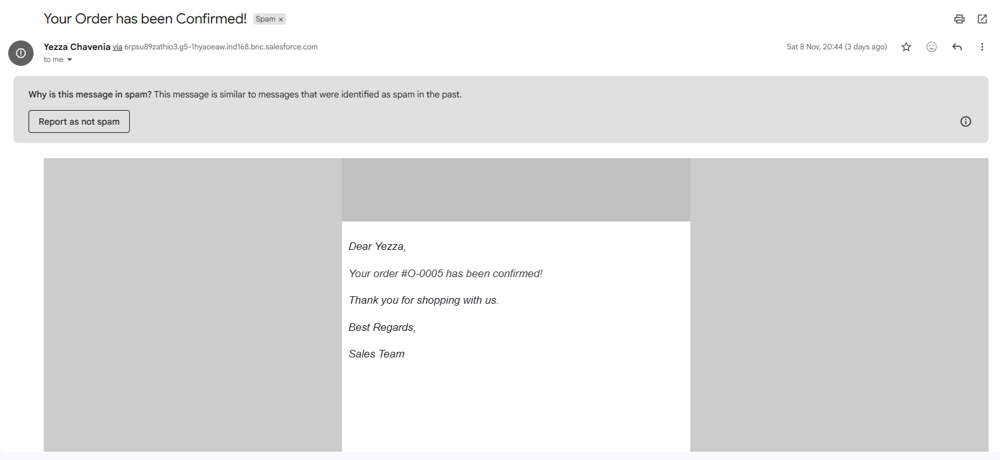 Your Order has been Confirmed! Spam ×
Yezza Chavenia via 6rpsu89zathio3.g5-1hyaoeaw.ind168.bnc.salesforce.com Sat 8 Nov, 20:44 (3 days ago)
to me
Why is this message in spam? This message is similar to messages that were identified as spam in the past.
Report as not spam
Dear Yezza,
Your order #O-0005 has been confirmed!
Thank you for shopping with us.
Best Regards,
Sales Team